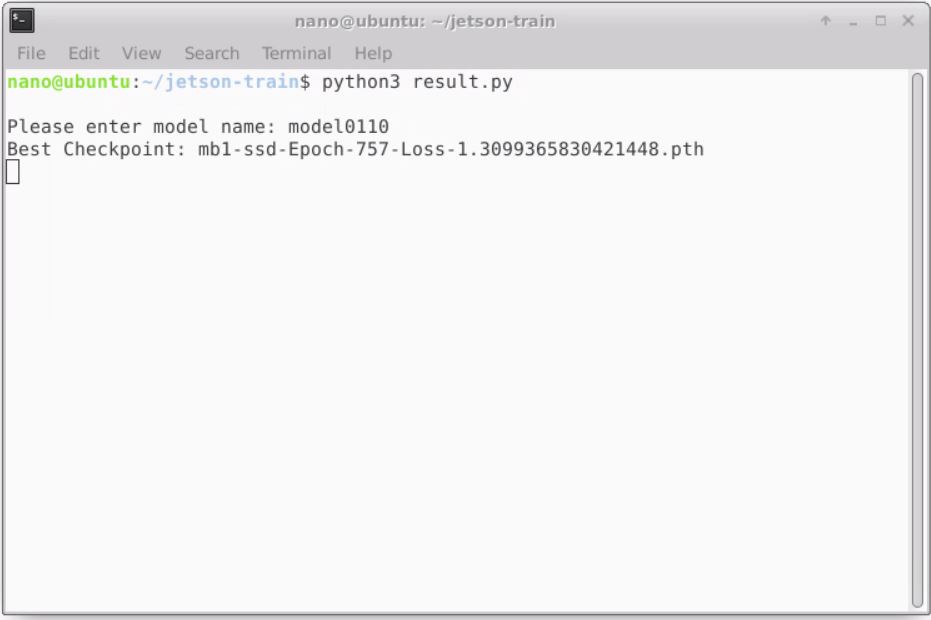 nano@ubuntu: ~/jetson-train
File Edit View Search Terminal Help
nano@ubuntu:~/jetson-train$ python3 result.py
Please enter model name: model0110
Best Checkpoint: mb1-ssd-Epoch-757-Loss-1.3099365830421448.pth